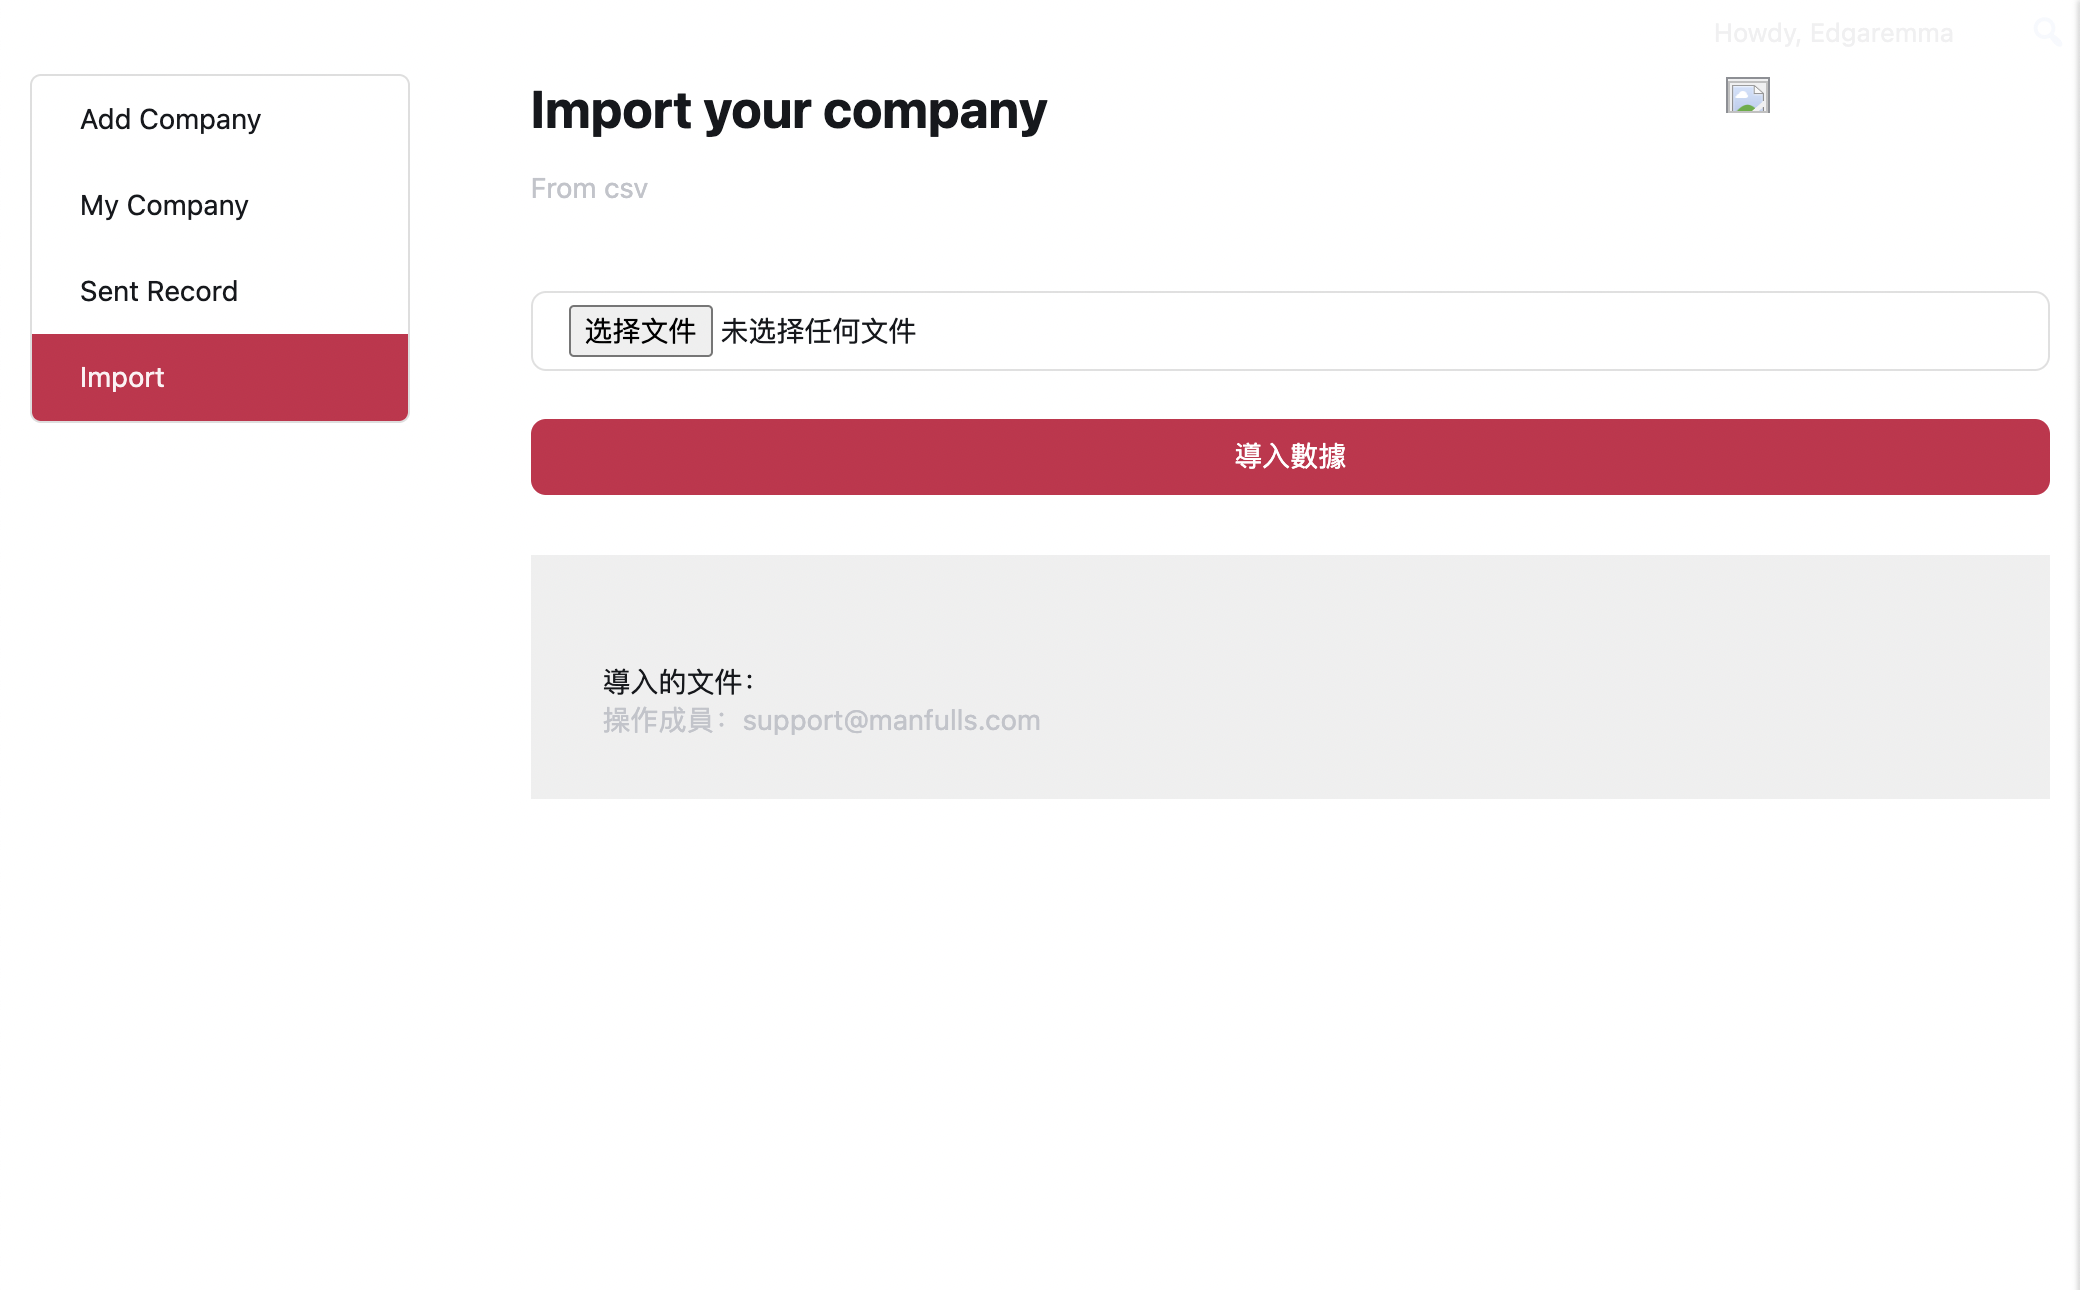 Howdy, Edgaremma
Add Company
My Company
Sent Record
Import
Import your company
From csv
选择文件 未选择任何文件
導入數據
導入的文件：
操作成員：support@manfulls.com